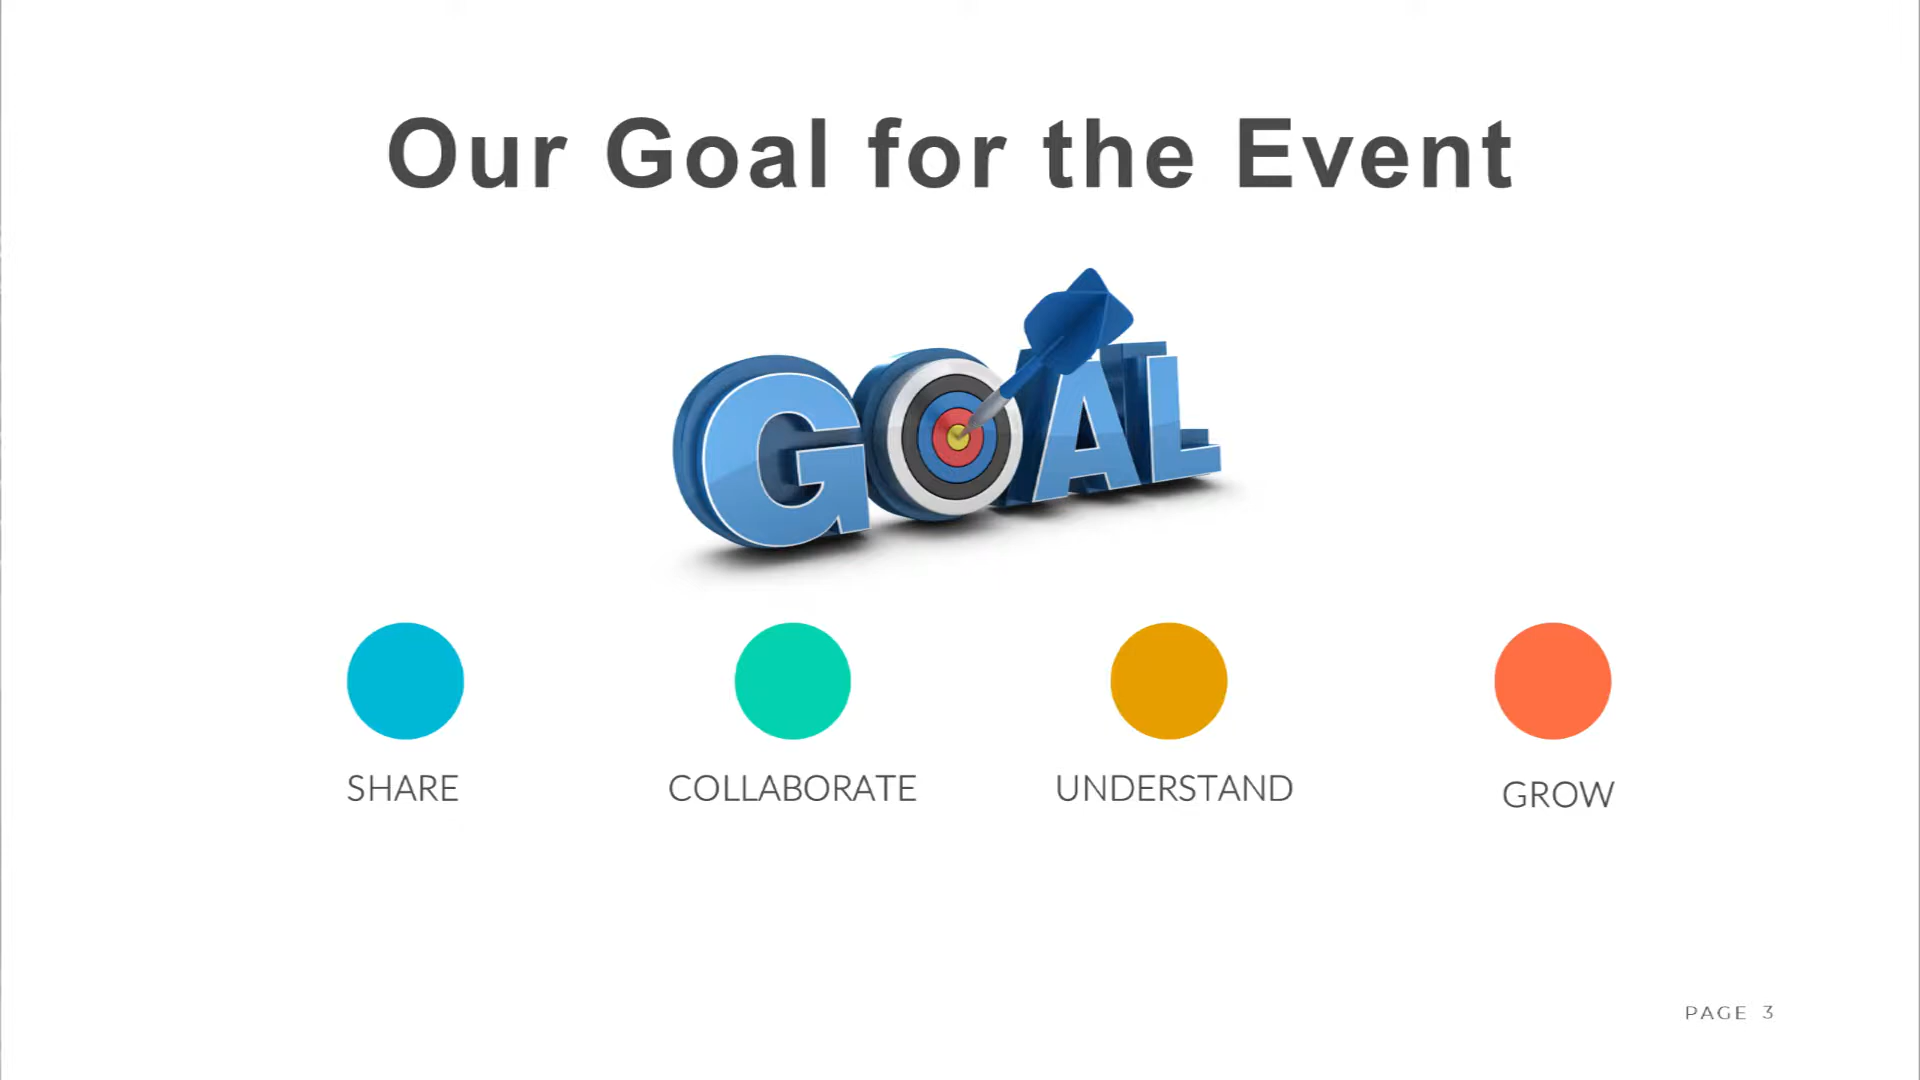 Our Goal for the Event
GOAL
SHARE
COLLABORATE
UNDERSTAND
GROW
PAGE 3